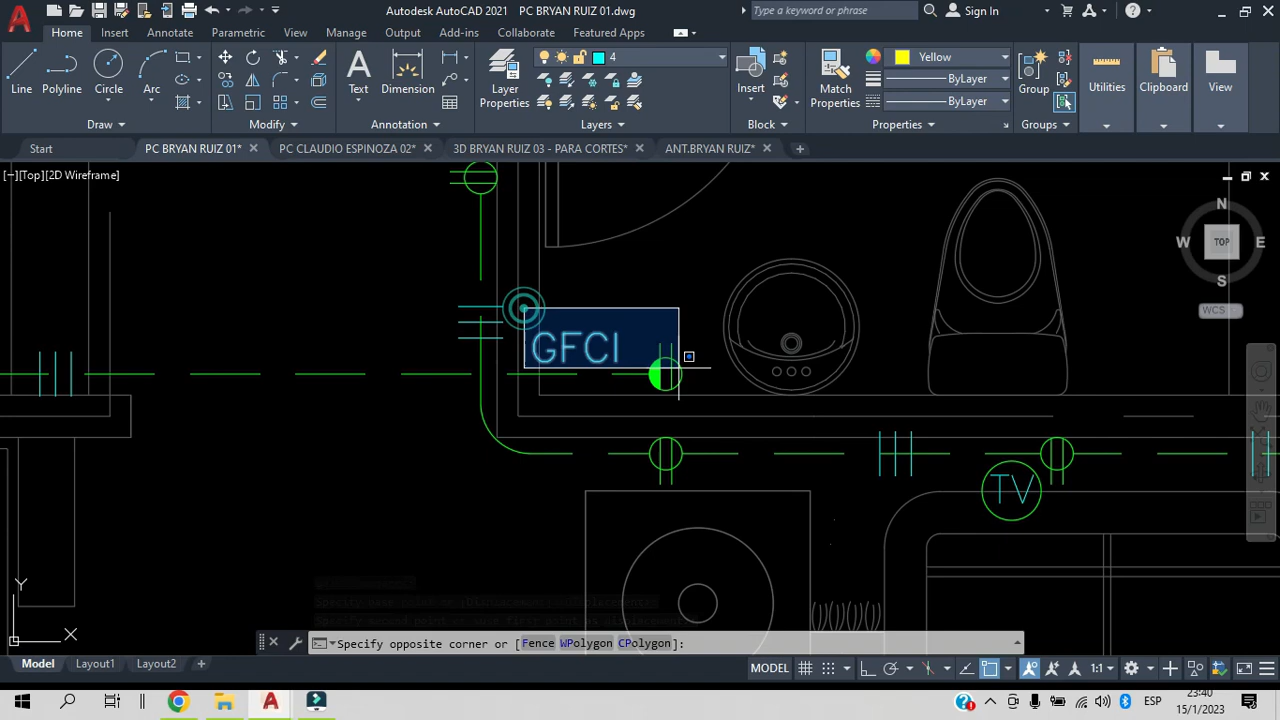 Autodesk AutoCAD 2021 PC BRYAN RUIZ 01.dwg
Type a keyword or phrase
Sign In
Home Insert Annotate Parametric View Manage Output Add-ins Collaborate Featured Apps
4
Yellow
ByLayer
ByLayer
Line Polyline Circle Arc
Text Dimension
Layer
Properties
Insert
Match
Properties
Group
Utilities
Clipboard
View
Draw Modify Annotation Layers Block Properties Groups
Start
PC BRYAN RUIZ 01*
PC CLAUDIO ESPINOZA 02*
3D BRYAN RUIZ 03 - PARA CORTES*
ANT.BRYAN RUIZ*
[-][Top][2D Wireframe]
N
W TOP E
S
WCS
GFCI
TV
Y
X
Specify opposite corner or [Fence WPolygon CPolygon]:
Model Layout1 Layout2
MODEL
1:1
ESP
23:40
15/1/2023